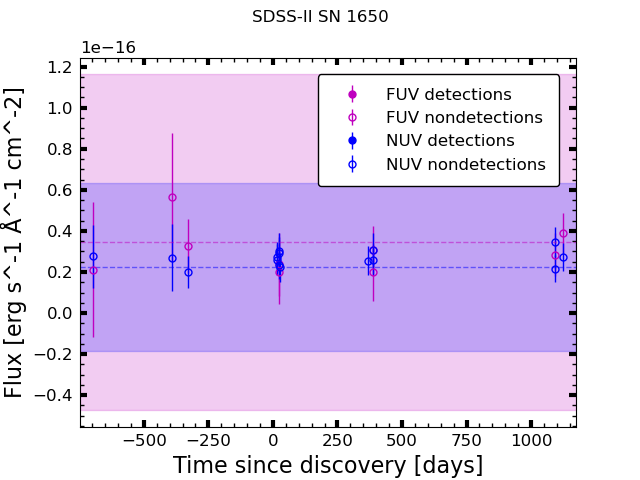 SDSS-II SN 1650
1e−16
FUV detections
FUV nondetections
NUV detections
NUV nondetections
1.2
1.0
0.8
0.6
0.4
0.2
0.0
−0.2
−0.4
Flux [erg s^-1 Å^-1 cm^-2]
−500 −250 0 250 500 750 1000
Time since discovery [days]